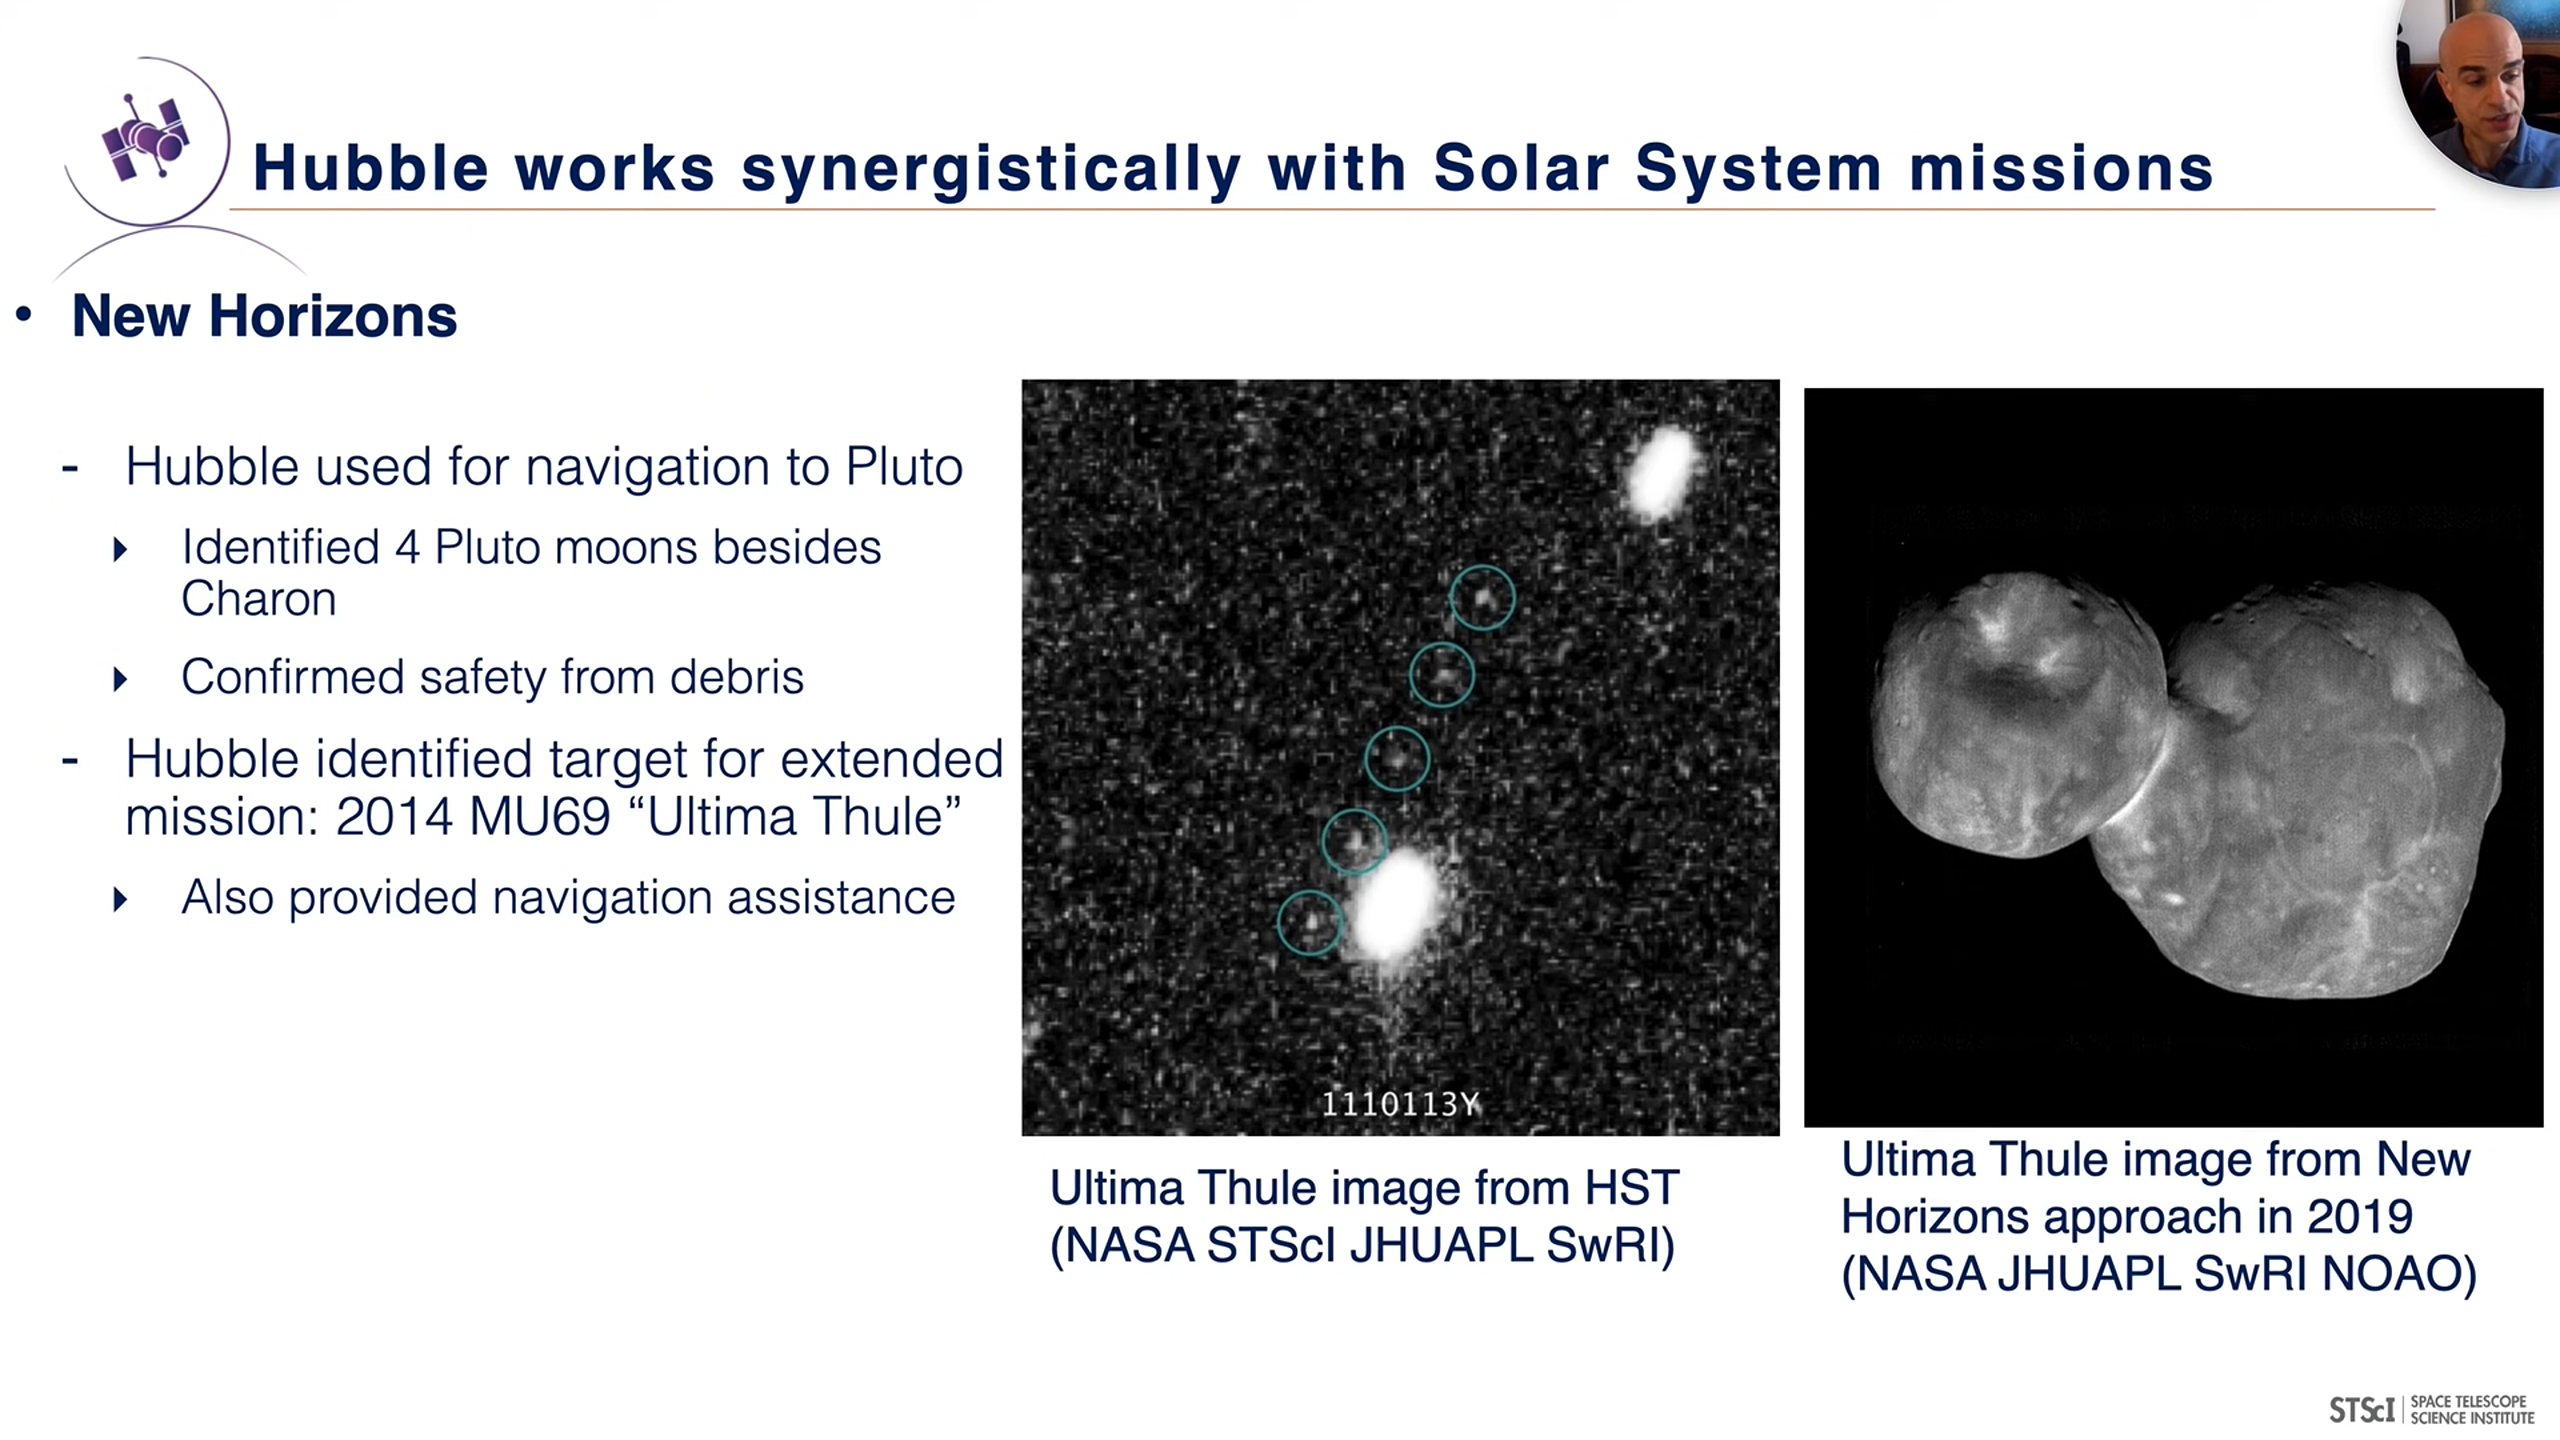 Hubble works synergistically with Solar System missions
• New Horizons
- Hubble used for navigation to Pluto
Identified 4 Pluto moons besides
Charon
Confirmed safety from debris
- Hubble identified target for extended
mission: 2014 MU69 “Ultima Thule”
Also provided navigation assistance
1110113Y
Ultima Thule image from HST
(NASA STScI JHUAPL SwRI)
Ultima Thule image from New
Horizons approach in 2019
(NASA JHUAPL SwRI NOAO)
STScI | SPACE TELESCOPE
SCIENCE INSTITUTE